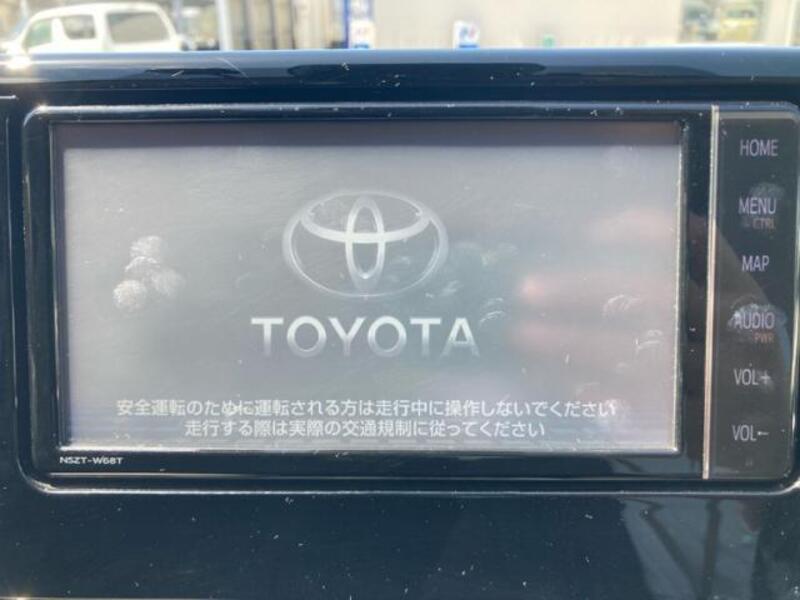 TOYOTA
安全運転のために運転される方は走行中に操作しないでください
走行する際は実際の交通規制に従ってください
NSZT-W68T
HOME
MENU
CTRL
MAP
AUDIO
PWR
VOL+
VOL-